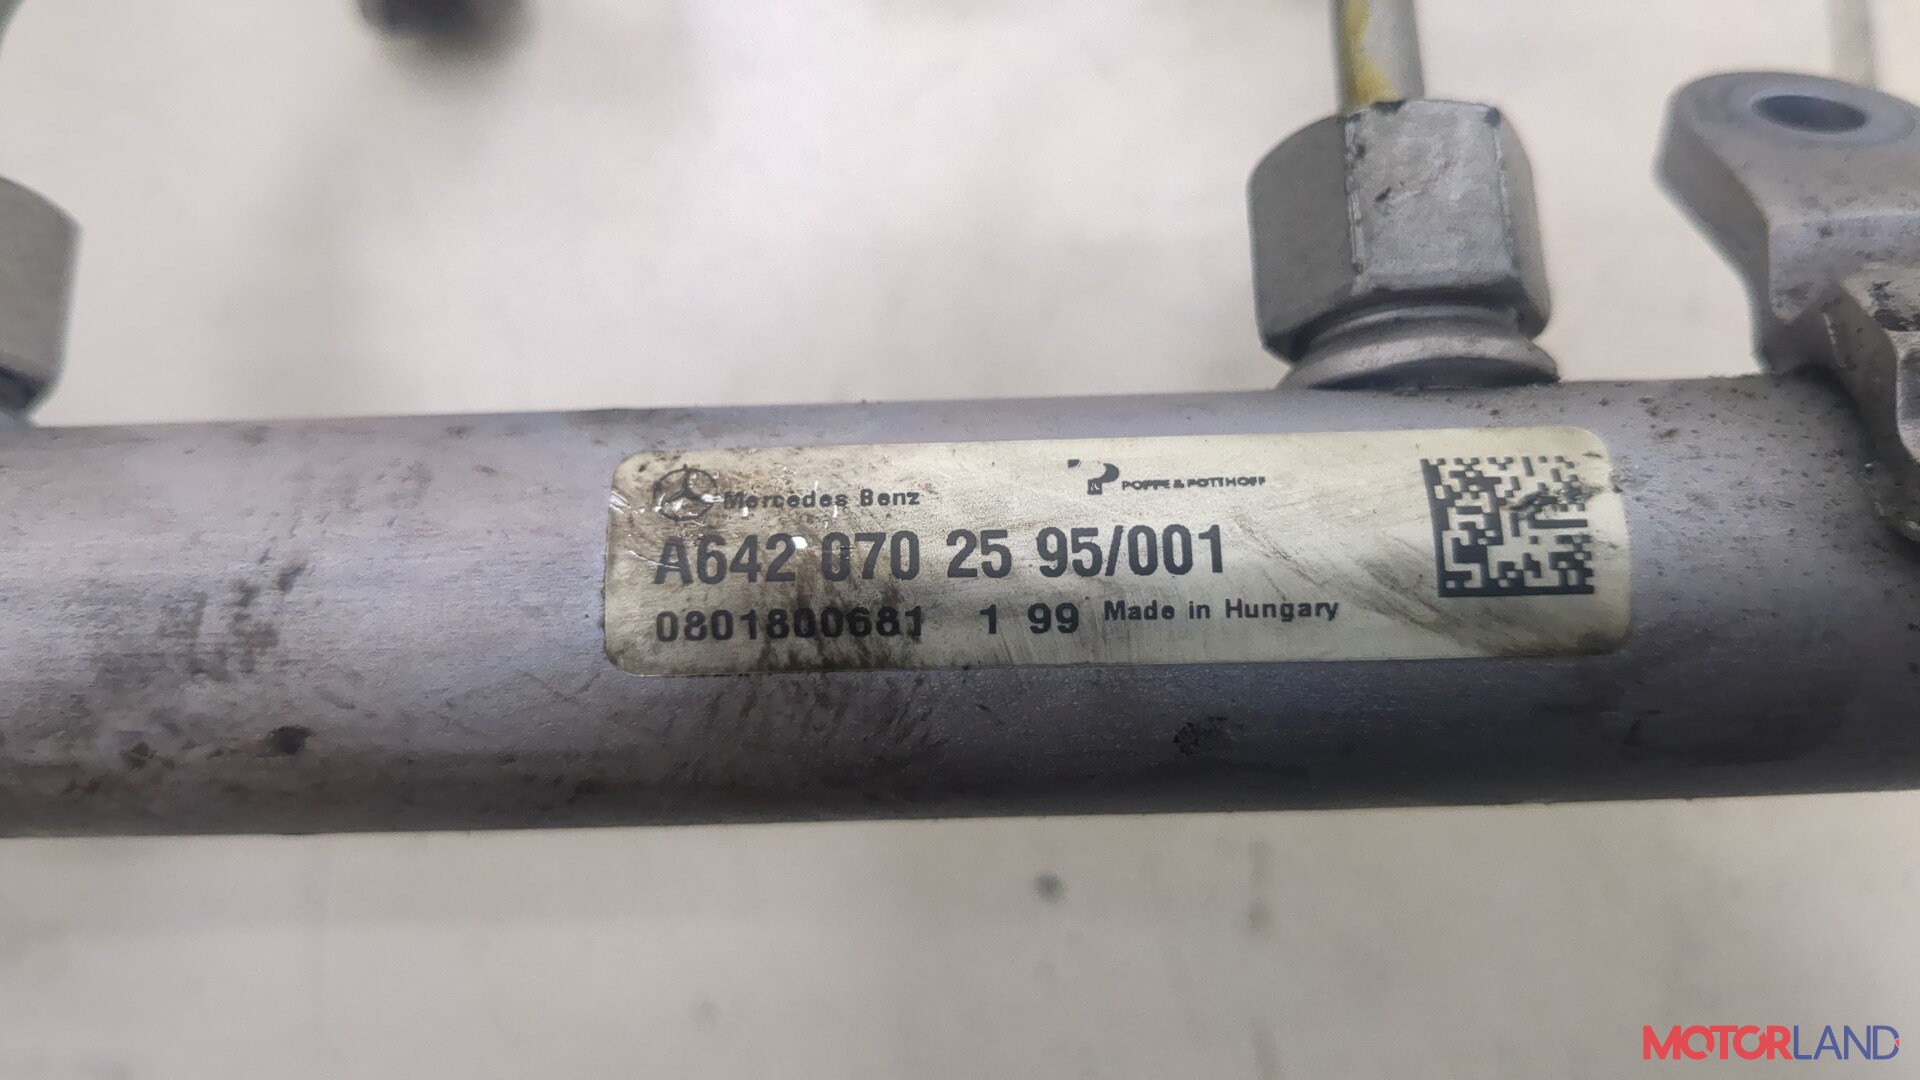 Mercedes Benz
POPPE & POTTHOFF
A642 070 25 95/001
0801800681 1 99 Made in Hungary
MOTORLAND